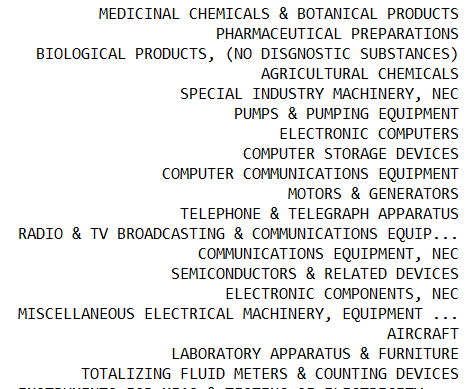 MEDICINAL CHEMICALS & BOTANICAL PRODUCTS
PHARMACEUTICAL PREPARATIONS
BIOLOGICAL PRODUCTS, (NO DISGNOSTIC SUBSTANCES)
AGRICULTURAL CHEMICALS
SPECIAL INDUSTRY MACHINERY, NEC
PUMPS & PUMPING EQUIPMENT
ELECTRONIC COMPUTERS
COMPUTER STORAGE DEVICES
COMPUTER COMMUNICATIONS EQUIPMENT
MOTORS & GENERATORS
TELEPHONE & TELEGRAPH APPARATUS
RADIO & TV BROADCASTING & COMMUNICATIONS EQUIP...
COMMUNICATIONS EQUIPMENT, NEC
SEMICONDUCTORS & RELATED DEVICES
ELECTRONIC COMPONENTS, NEC
MISCELLANEOUS ELECTRICAL MACHINERY, EQUIPMENT ...
AIRCRAFT
LABORATORY APPARATUS & FURNITURE
TOTALIZING FLUID METERS & COUNTING DEVICES